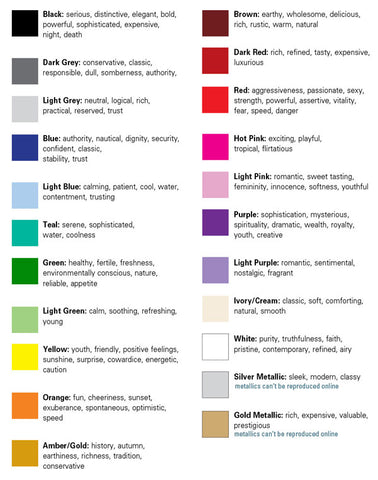 Black: serious, distinctive, elegant, bold,
powerful, sophisticated, expensive,
night, death
Dark Grey: conservative, classic,
responsible, dull, somberness, authority,
Light Grey: neutral, logical, rich,
practical, reserved, trust
Blue: authority, nautical, dignity, security,
confident, classic,
stability, trust
Light Blue: calming, patient, cool, water,
contentment, trusting
Teal: serene, sophisticated,
water, coolness
Green: healthy, fertile, freshness,
environmentally conscious, nature,
reliable, appetite
Light Green: calm, soothing, refreshing,
young
Yellow: youth, friendly, positive feelings,
sunshine, surprise, cowardice, energetic,
caution
Orange: fun, cheeriness, sunset,
exuberance, spontaneous, optimistic,
speed
Amber/Gold: history, autumn,
earthiness, richness, tradition,
conservative
Brown: earthy, wholesome, delicious,
rich, rustic, warm, natural
Dark Red: rich, refined, tasty, expensive,
luxurious
Red: aggressiveness, passionate, sexy,
strength, powerful, assertive, vitality,
fear, speed, danger
Hot Pink: exciting, playful,
tropical, flirtatious
Light Pink: romantic, sweet tasting,
femininity, innocence, softness, youthful
Purple: sophistication, mysterious,
spirituality, dramatic, wealth, royalty,
youth, creative
Light Purple: romantic, sentimental,
nostalgic, fragrant
Ivory/Cream: classic, soft, comforting,
natural, smooth
White: purity, truthfulness, faith,
pristine, contemporary, refined, airy
Silver Metallic: sleek, modern, classy
metallics can't be reproduced online
Gold Metallic: rich, expensive, valuable,
prestigious
metallics can't be reproduced online